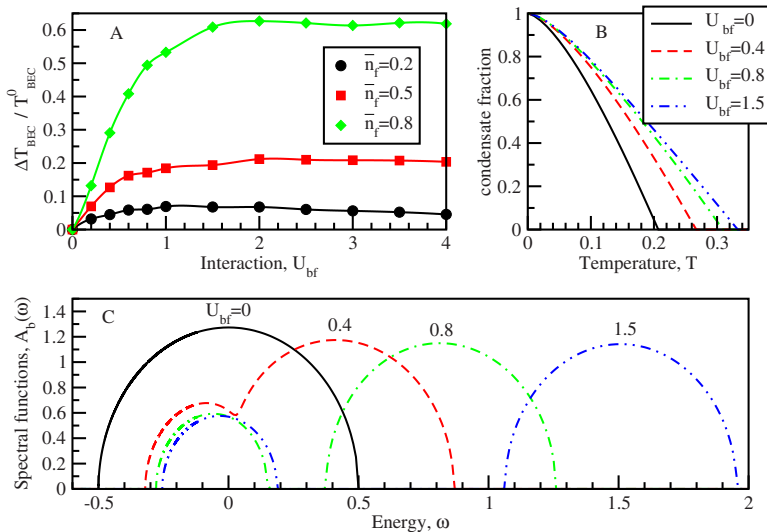 0.6
0.5
0.4
0.3
0.2
0.1
0
ΔT_BEC / T^0_BEC
A
n̄_f=0.2
n̄_f=0.5
n̄_f=0.8
0 1 2 3 4
Interaction, U_bf
1
0.8
0.6
0.4
0.2
0
condensate fraction
B
U_bf=0
U_bf=0.4
U_bf=0.8
U_bf=1.5
0 0.1 0.2 0.3
Temperature, T
1.4
1.2
1.0
0.8
0.6
0.4
0.2
0
Spectral functions, A_b(ω)
C
U_bf=0
0.4
0.8
1.5
-0.5 0 0.5 1 1.5 2
Energy, ω